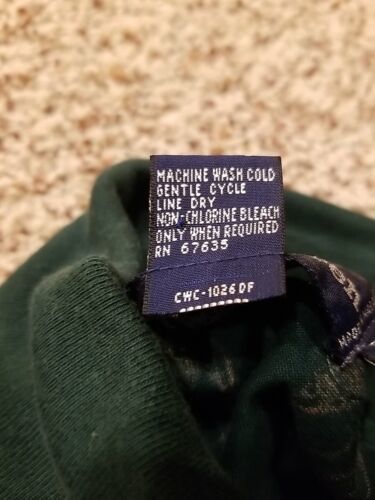 MACHINE WASH COLD
GENTLE CYCLE
LINE DRY
NON-CHLORINE BLEACH
ONLY WHEN REQUIRED
RN 67635
CWC-1026DF